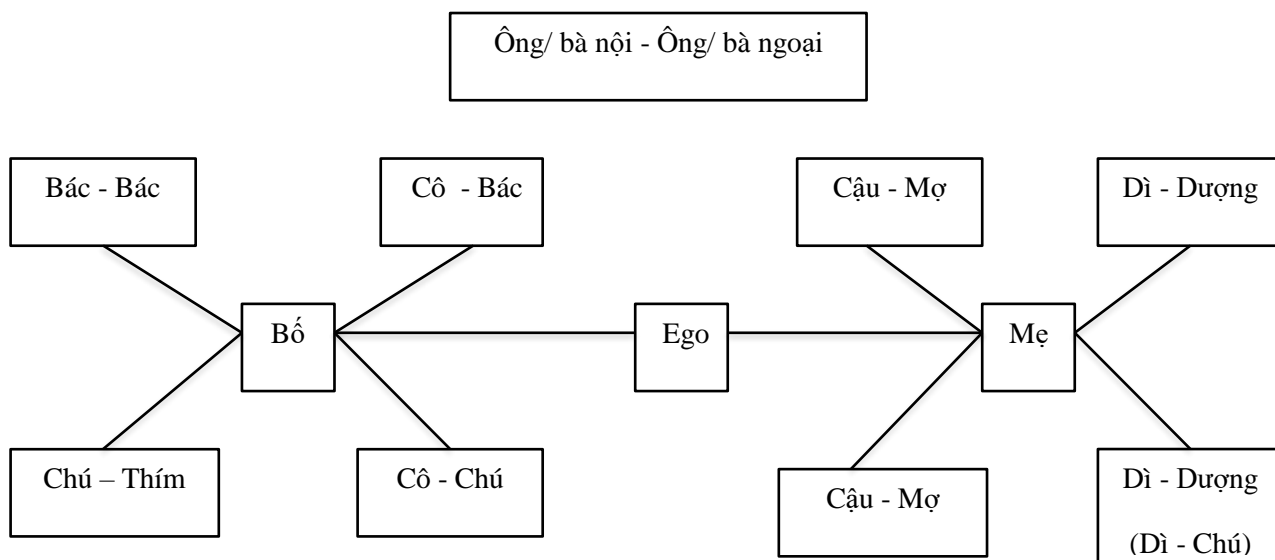 Ông/ bà nội - Ông/ bà ngoại
Bác - Bác
Cô - Bác
Cậu - Mợ
Dì - Dượng
Bố
Ego
Mẹ
Chú – Thím
Cô - Chú
Cậu - Mợ
Dì - Dượng
(Dì - Chú)